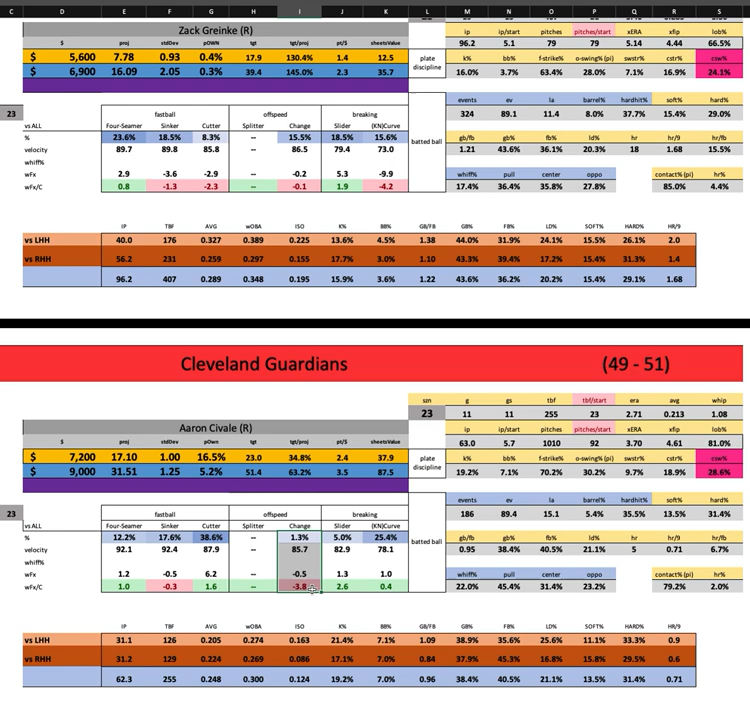 C D E F G H I J K L M N O P Q R S
Zack Greinke (R)
ip ip/start pitches pitches/start xERA xfip lob%
96.2 5.1 79 79 5.14 4.44 66.5%
$ proj stdDev pOWN tgt tgt/proj pt/$ sheetsValue
$ 5,600 7.78 0.93 0.4% 17.9 130.4% 1.4 12.5
$ 6,900 16.09 2.05 0.3% 39.4 145.0% 2.3 35.7
plate discipline
k% bb% f-strike% o-swing% (pi) swstr% cstr% csw%
16.0% 3.7% 63.4% 28.0% 7.1% 16.9% 24.1%
events ev la barrel% hardhit% soft% hard%
23 fastball offspeed breaking
324 89.1 11.4 8.0% 37.7% 15.4% 29.0%
vs ALL Four-Seamer Sinker Cutter Splitter Change Slider (KN)Curve
% 23.6% 18.5% 8.3% -- 15.5% 18.5% 15.6%
batted ball
gb/fb gb% fb% ld% hr hr/9 hr/fb
velocity 89.7 89.8 85.8 -- 86.5 79.4 73.0
1.21 43.6% 36.1% 20.3% 18 1.68 15.5%
whiff%
wFx 2.9 -3.6 -2.9 -- -0.2 5.3 -9.9
whiff% pull center oppo contact% (pi) hr%
wFx/C 0.8 -1.3 -2.3 -- -0.1 1.9 -4.2
17.4% 36.4% 35.8% 27.8% 85.0% 4.4%
IP TBF AVG wOBA ISO K% BB% GB/FB GB% FB% LD% SOFT% HARD% HR/9
vs LHH 40.0 176 0.327 0.389 0.225 13.6% 4.5% 1.38 44.0% 31.9% 24.1% 15.5% 26.1% 2.0
vs RHH 56.2 231 0.259 0.297 0.155 17.7% 3.0% 1.10 43.3% 39.4% 17.2% 15.4% 31.3% 1.4
96.2 407 0.289 0.348 0.195 15.9% 3.6% 1.22 43.6% 36.2% 20.2% 15.4% 29.1% 1.68
Cleveland Guardians (49 - 51)
szn g gs tbf tbf/start era avg whip
23 11 11 255 23 2.71 0.213 1.08
Aaron Civale (R)
ip ip/start pitches pitches/start xERA xfip lob%
$ proj stdDev pOwn tgt tgt/proj pt/$ sheetsValue
63.0 5.7 1010 92 3.70 4.61 81.0%
$ 7,200 17.10 1.00 16.5% 23.0 34.8% 2.4 37.9
plate discipline
k% bb% f-strike% o-swing% (pi) swstr% cstr% csw%
$ 9,000 31.51 1.25 5.2% 51.4 63.2% 3.5 87.5
19.2% 7.1% 70.2% 30.2% 9.7% 18.9% 28.6%
events ev la barrel% hardhit% soft% hard%
23 fastball offspeed breaking
186 89.4 15.1 5.4% 35.5% 13.5% 31.4%
vs ALL Four-Seamer Sinker Cutter Splitter Change Slider (KN)Curve
% 12.2% 17.6% 38.6% -- 1.3% 5.0% 25.4%
batted ball
gb/fb gb% fb% ld% hr hr/9 hr/fb
velocity 92.1 92.4 87.9 -- 85.7 82.9 78.1
0.95 38.4% 40.5% 21.1% 5 0.71 6.7%
whiff%
wFx 1.2 -0.5 6.2 -- -0.5 1.3 1.0
whiff% pull center oppo contact% (pi) hr%
wFx/C 1.0 -0.3 1.6 -- -3.8 2.6 0.4
22.0% 45.4% 31.4% 23.2% 79.2% 2.0%
IP TBF AVG wOBA ISO K% BB% GB/FB GB% FB% LD% SOFT% HARD% HR/9
vs LHH 31.1 126 0.205 0.274 0.163 21.4% 7.1% 1.09 38.9% 35.6% 25.6% 11.1% 33.3% 0.9
vs RHH 31.2 129 0.224 0.269 0.086 17.1% 7.0% 0.84 37.9% 45.3% 16.8% 15.8% 29.5% 0.6
62.3 255 0.248 0.300 0.124 19.2% 7.0% 0.96 38.4% 40.5% 21.1% 13.5% 31.4% 0.71